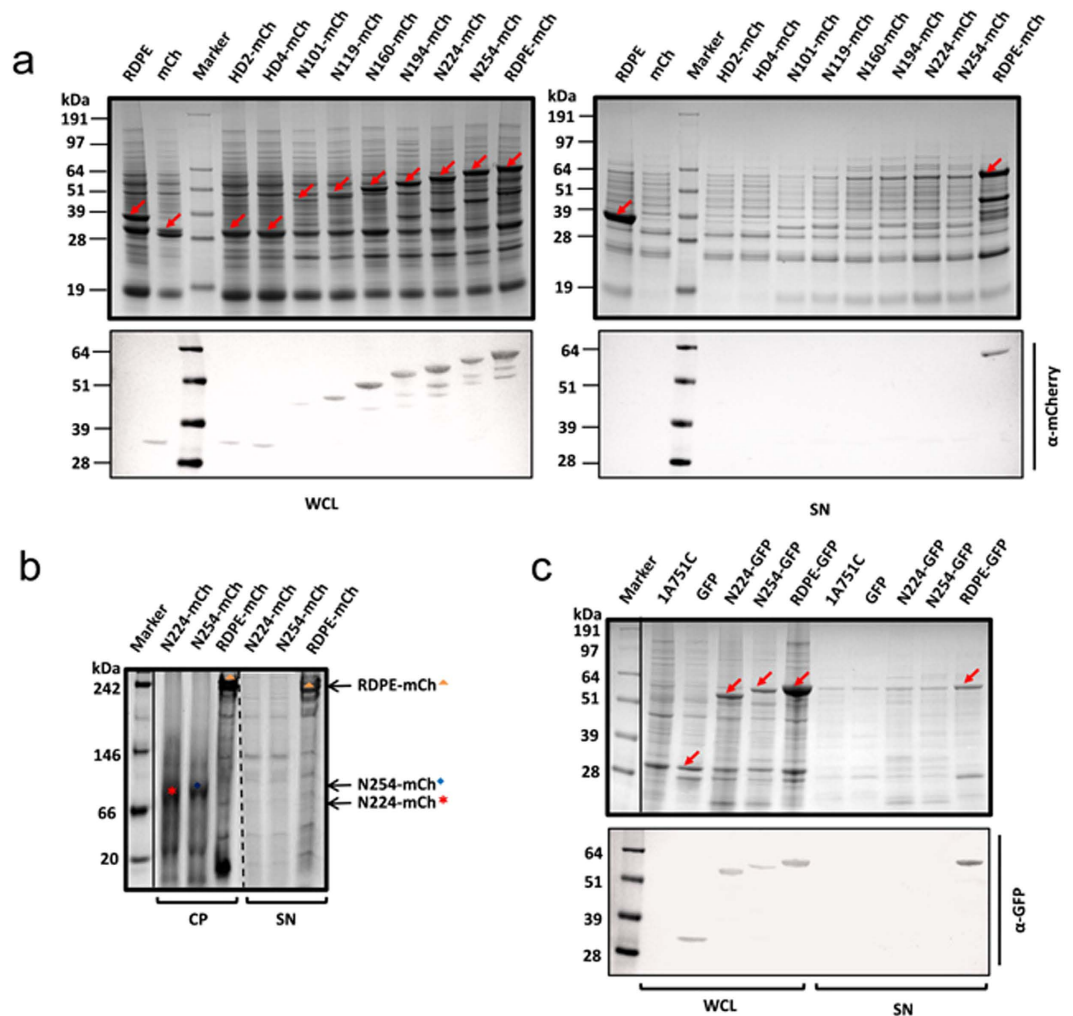 a
RDPE mCh Marker HD2-mCh HD4-mCh N101-mCh N119-mCh N160-mCh N194-mCh N224-mCh N254-mCh RDPE-mCh
kDa
191
97
64
51
39
28
19
64
51
39
28
WCL
RDPE mCh Marker HD2-mCh HD4-mCh N101-mCh N119-mCh N160-mCh N194-mCh N224-mCh N254-mCh RDPE-mCh
kDa
191
97
64
51
39
28
19
64
51
39
28
α-mCherry
SN
b
Marker N224-mCh N254-mCh RDPE-mCh N224-mCh N254-mCh RDPE-mCh
kDa
242
146
66
20
RDPE-mCh
N254-mCh
N224-mCh
CP SN
c
Marker 1A751C GFP N224-GFP N254-GFP RDPE-GFP 1A751C GFP N224-GFP N254-GFP RDPE-GFP
kDa
191
97
64
51
39
28
64
51
39
28
α-GFP
WCL SN